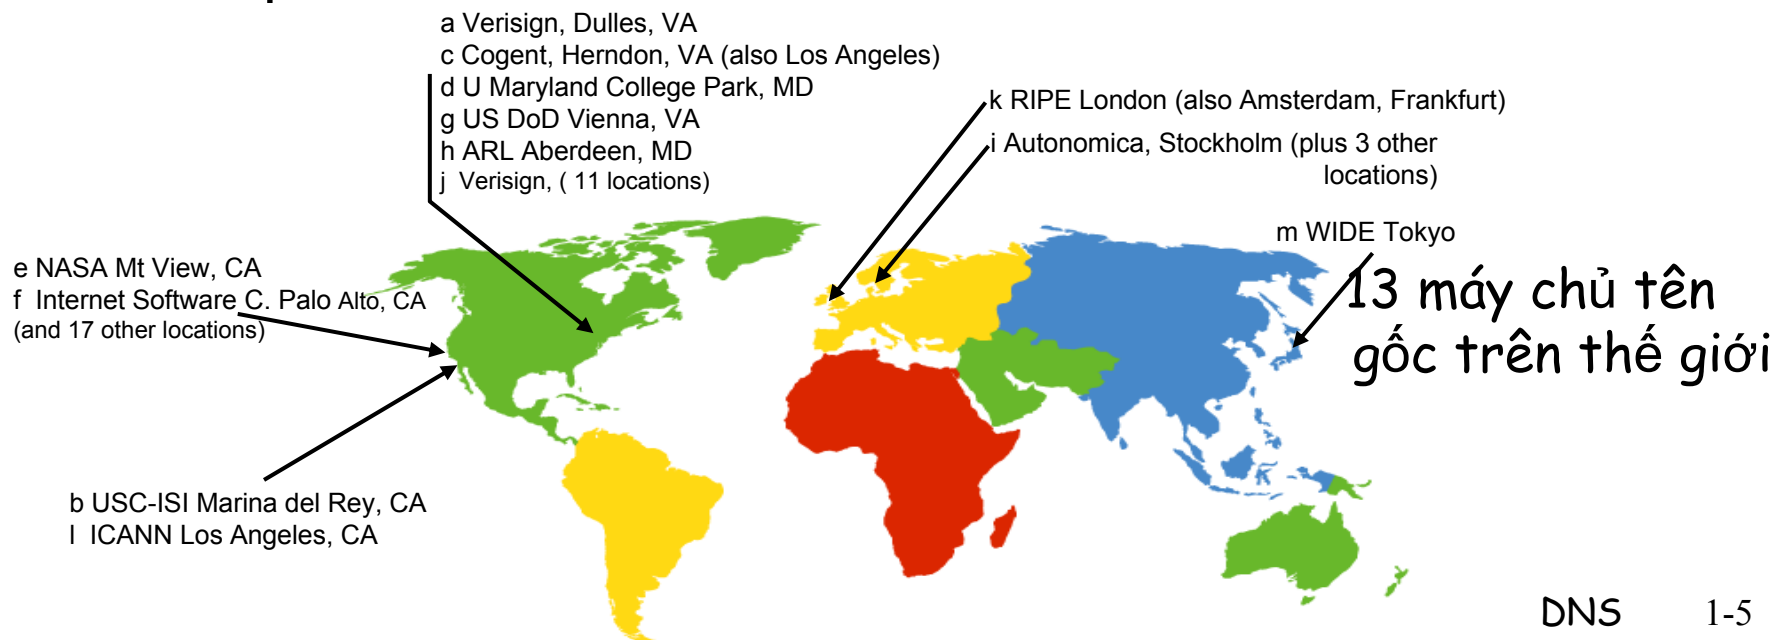 a Verisign, Dulles, VA
c Cogent, Herndon, VA (also Los Angeles)
d U Maryland College Park, MD
g US DoD Vienna, VA
h ARL Aberdeen, MD
j Verisign, ( 11 locations)
k RIPE London (also Amsterdam, Frankfurt)
i Autonomica, Stockholm (plus 3 other
locations)
m WIDE Tokyo
e NASA Mt View, CA
f Internet Software C. Palo Alto, CA
(and 17 other locations)
13 máy chủ tên
gốc trên thế giới
b USC-ISI Marina del Rey, CA
l ICANN Los Angeles, CA
DNS 1-5